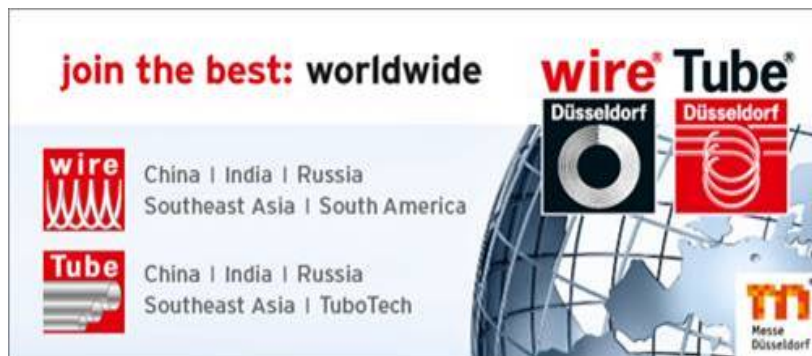 join the best: worldwide
wire® Tube®
Düsseldorf Düsseldorf
wire
China | India | Russia
Southeast Asia | South America
Tube
China | India | Russia
Southeast Asia | TuboTech
Messe
Düsseldorf